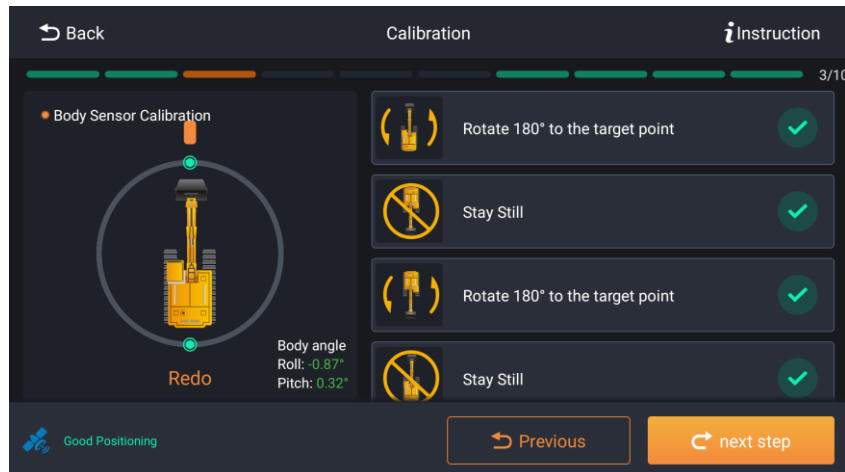 Back
Calibration
Instruction
3/10
Body Sensor Calibration
Redo
Body angle
Roll: -0.87°
Pitch: 0.32°
Rotate 180° to the target point
Stay Still
Rotate 180° to the target point
Stay Still
Good Positioning
Previous
next step